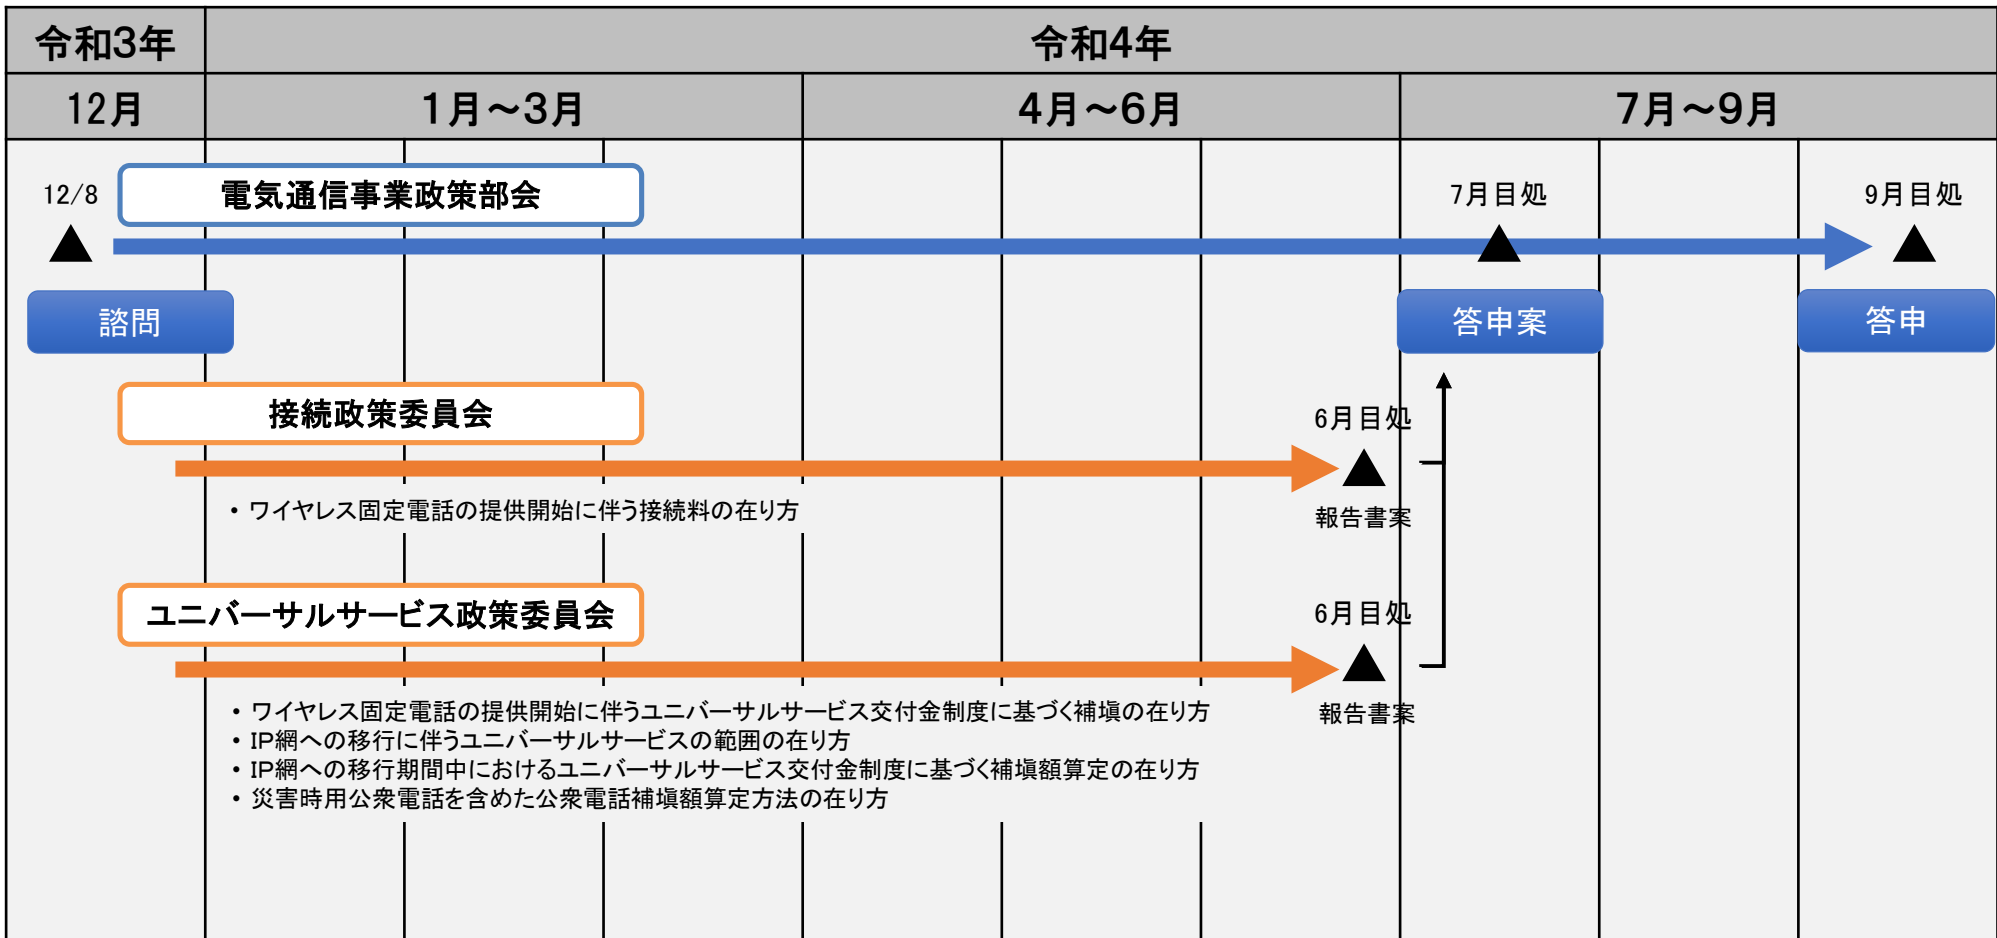 令和3年
令和4年
12月
1月～3月
4月～6月
7月～9月
12/8
電気通信事業政策部会
7月目処
9月目処
諮問
答申案
答申
接続政策委員会
6月目処
・ワイヤレス固定電話の提供開始に伴う接続料の在り方
報告書案
ユニバーサルサービス政策委員会
6月目処
・ワイヤレス固定電話の提供開始に伴うユニバーサルサービス交付金制度に基づく補塡の在り方
報告書案
・IP網への移行に伴うユニバーサルサービスの範囲の在り方
・IP網への移行期間中におけるユニバーサルサービス交付金制度に基づく補塡額算定の在り方
・災害時用公衆電話を含めた公衆電話補塡額算定方法の在り方